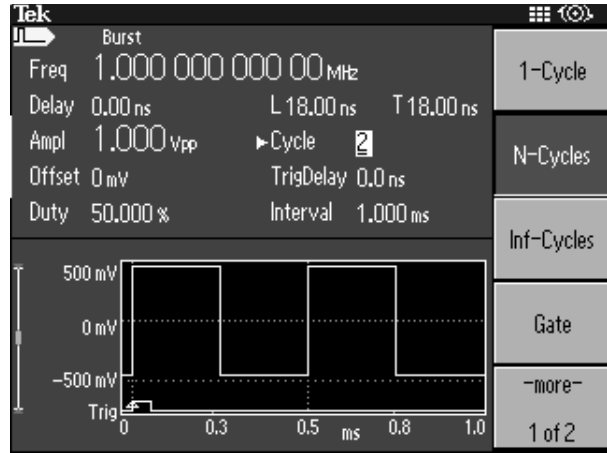 Tek
Burst
Freq 1.000 000 000 00 MHz
Delay 0.00 ns L 18.00 ns T 18.00 ns
Ampl 1.000 Vpp ►Cycle 2
Offset 0 mV TrigDelay 0.0 ns
Duty 50.000 % Interval 1.000 ms
1-Cycle
N-Cycles
Inf-Cycles
Gate
-more-
1 of 2
500 mV
0 mV
-500 mV
Trig
0 0.3 0.5 ms 0.8 1.0